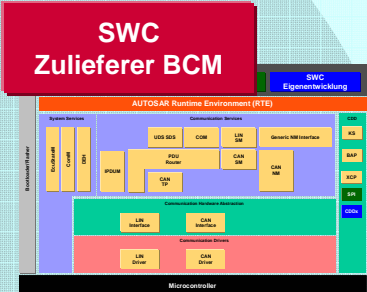 SWC
Zulieferer BCM
SWC
Eigenentwicklung
AUTOSAR Runtime Environment (RTE)
System Services
Communication Services
CDD
Bootloader/Flasher
EcuStateM
ComM
DEH
UDS SDS
COM
LIN
SM
Generic NM Interface
KS
IPDUM
PDU
Router
CAN
SM
CAN
NM
BAP
CAN
TP
XCP
SPI
CDDs
Communication Hardware Abstraction
LIN
Interface
CAN
Interface
Communication Drivers
LIN
Driver
CAN
Driver
Microcontroller